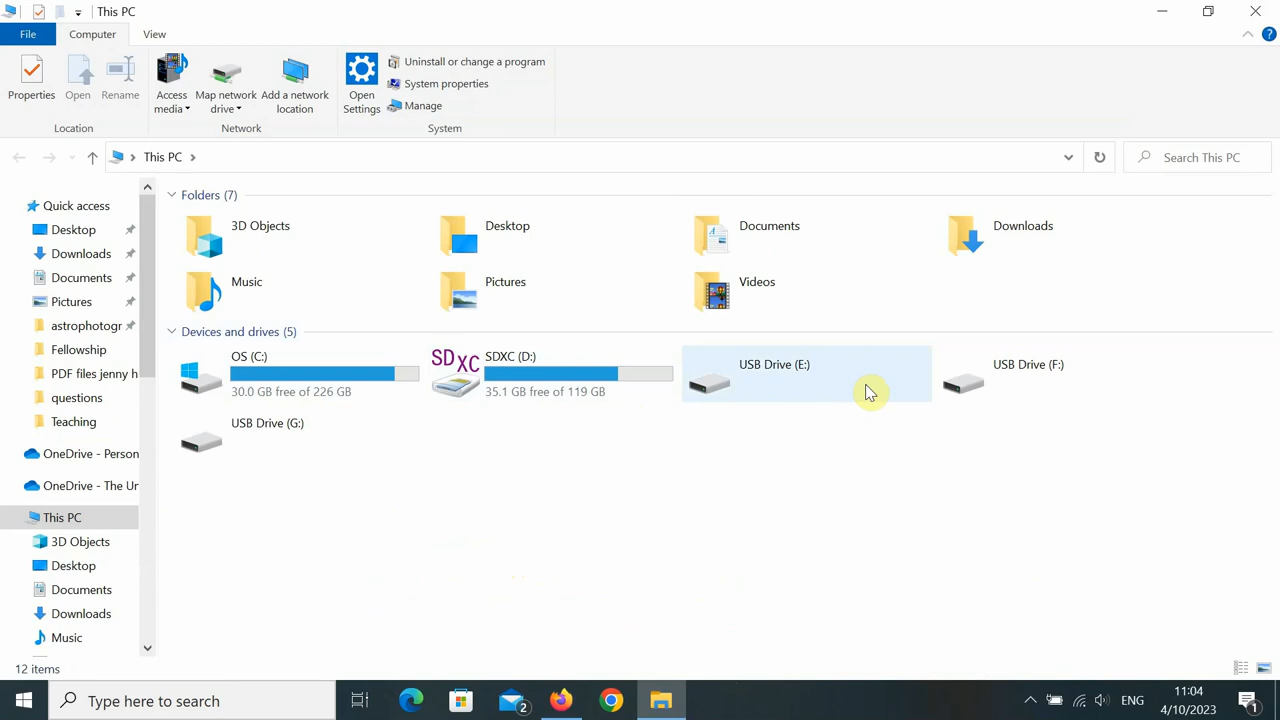 This PC
File
Computer
View
Properties
Open
Rename
Location
Access media
Map network drive
Add a network location
Network
Open Settings
Uninstall or change a program
System properties
Manage
System
This PC
Search This PC
Quick access
Desktop
Downloads
Documents
Pictures
astrophotogr
Fellowship
PDF files jenny h
questions
Teaching
OneDrive - Person
OneDrive - The Un
This PC
3D Objects
Desktop
Documents
Downloads
Music
Folders (7)
3D Objects
Desktop
Documents
Downloads
Music
Pictures
Videos
Devices and drives (5)
OS (C:)
30.0 GB free of 226 GB
SDXC (D:)
SDXC
35.1 GB free of 119 GB
USB Drive (E:)
USB Drive (F:)
USB Drive (G:)
12 items
Type here to search
2
ENG
11:04
4/10/2023
1